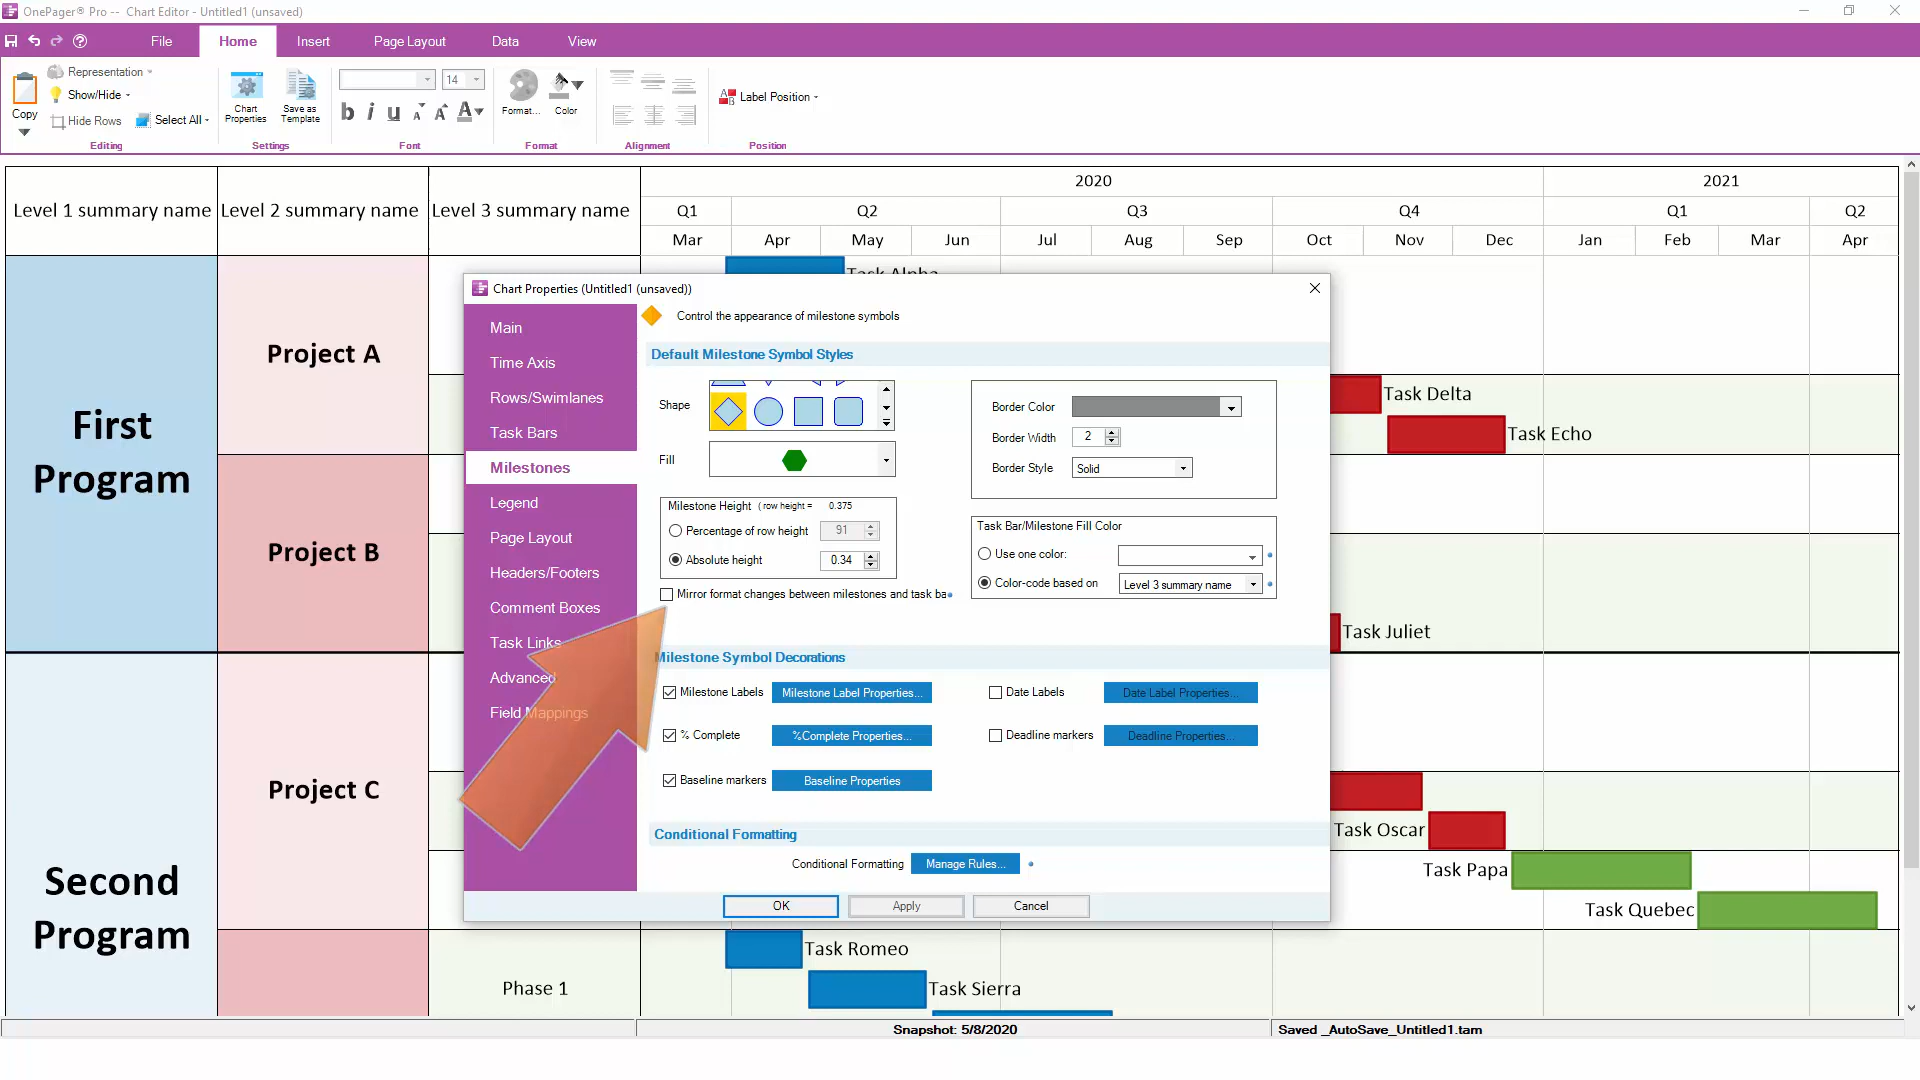 OnePager® Pro -- Chart Editor - Untitled1 (unsaved)
File Home Insert Page Layout Data View
Representation
Show/Hide
Hide Rows Select All
Copy
Chart Properties
Save as Template
14
b i u A A A
Format...
Color
Label Position
Editing Settings Font Format Alignment Position
Level 1 summary name Level 2 summary name Level 3 summary name
2020 2021
Q1 Q2 Q3 Q4 Q1 Q2
Mar Apr May Jun Jul Aug Sep Oct Nov Dec Jan Feb Mar Apr
First Program
Second Program
Project A
Project B
Project C
Phase 1
Task Alpha
Task Delta
Task Echo
Task Juliet
Task Oscar
Task Papa
Task Quebec
Task Romeo
Task Sierra
Chart Properties (Untitled1 (unsaved))
Main
Time Axis
Rows/Swimlanes
Task Bars
Milestones
Legend
Page Layout
Headers/Footers
Comment Boxes
Task Links
Advanced
Field Mappings
Control the appearance of milestone symbols
Default Milestone Symbol Styles
Shape
Fill
Border Color
Border Width 2
Border Style Solid
Milestone Height (row height = 0.375
Percentage of row height 91
Absolute height 0.34
Mirror format changes between milestones and task ba
Task Bar/Milestone Fill Color
Use one color:
Color-code based on Level 3 summary name
Milestone Symbol Decorations
Milestone Labels Milestone Label Properties... Date Labels Date Label Properties...
% Complete %Complete Properties... Deadline markers Deadline Properties...
Baseline markers Baseline Properties
Conditional Formatting
Conditional Formatting Manage Rules...
OK Apply Cancel
Snapshot: 5/8/2020
Saved _AutoSave_Untitled1.tam